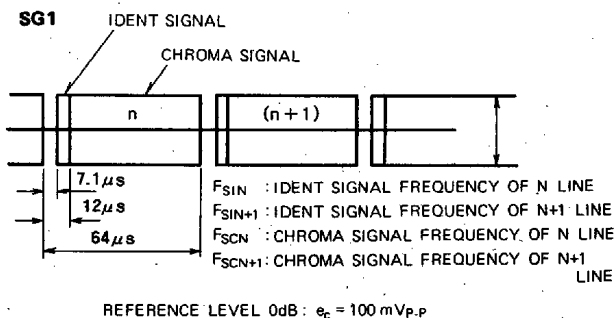 SG1
IDENT SIGNAL
CHROMA SIGNAL
n
(n+1)
7.1μs
12μs
64μs
FSIN : IDENT SIGNAL FREQUENCY OF N LINE
FSIN+1 : IDENT SIGNAL FREQUENCY OF N+1 LINE
FSCN : CHROMA SIGNAL FREQUENCY OF N LINE
FSCN+1 : CHROMA SIGNAL FREQUENCY OF N+1
LINE
REFERENCE LEVEL 0dB : ec = 100 mVP-P